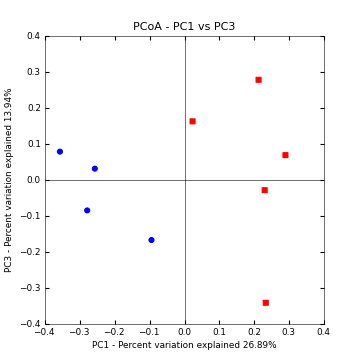 PCoA - PC1 vs PC3
0.4
0.3
0.2
0.1
0.0
−0.1
−0.2
−0.3
−0.4
PC3 - Percent variation explained 13.94%
−0.4 −0.3 −0.2 −0.1 0.0 0.1 0.2 0.3 0.4
PC1 - Percent variation explained 26.89%